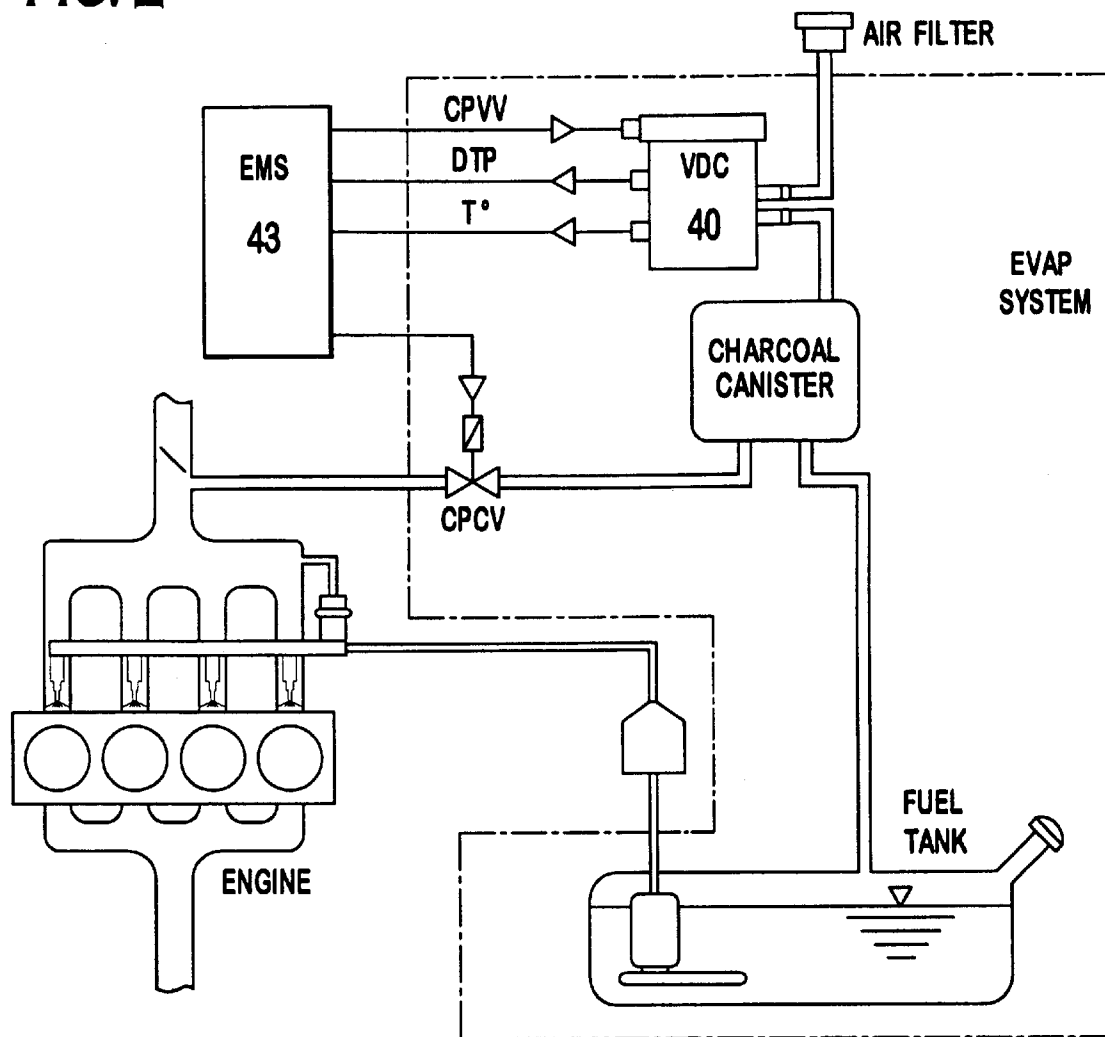 AIR FILTER
CPVV
DTP
T°
EMS
43
VDC
40
EVAP
SYSTEM
CHARCOAL
CANISTER
CPCV
FUEL
TANK
ENGINE